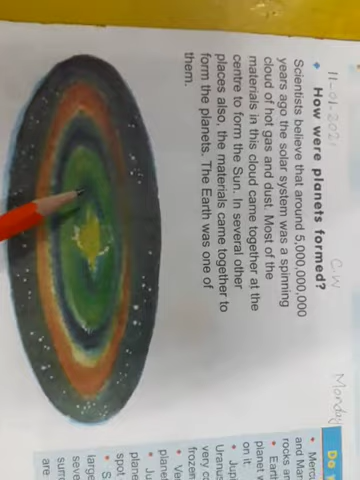 11-01-2021 CW Monday
How were planets formed?
Scientists believe that around 5,000,000,000
years ago the solar system was a spinning
cloud of hot gas and dust. Most of the
materials in this cloud came together at the
centre to form the Sun. In several other
places also, the materials came together to
form the planets. The Earth was one of
them.
Do
• Mercu
and Mar
rocks an
• Earth
planet w
on it.
• Jupi
Uranus
very co
frozen
• Ven
planet
• Ju
plane
spot
• S
large
seve
surr
are